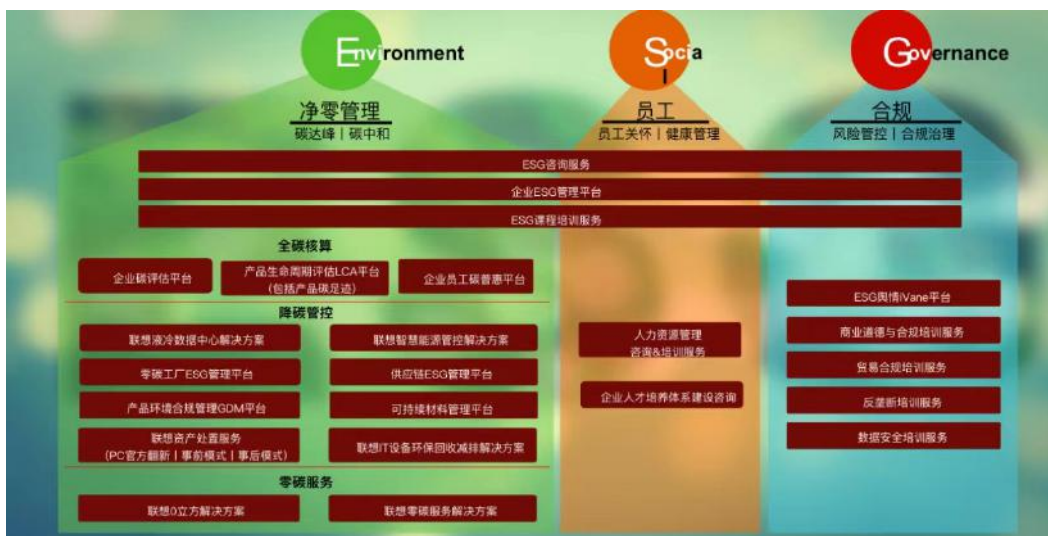 Environment
Social
Governance
净零管理
碳达峰丨碳中和
员工
员工关怀丨健康管理
合规
风险管控丨合规治理
ESG咨询服务
企业ESG管理平台
ESG课程培训服务
全碳核算
企业碳评估平台
产品生命周期评估LCA平台
(包括产品碳足迹)
企业员工碳普惠平台
降碳管控
联想液冷数据中心解决方案
联想智慧能源管控解决方案
零碳工厂ESG管理平台
供应链ESG管理平台
产品环境合规管理GDM平台
可持续材料管理平台
联想资产处置服务
(PC官方翻新丨事前模式丨事后模式)
联想IT设备环保回收减排解决方案
零碳服务
联想0立方解决方案
联想零碳服务解决方案
人力资源管理
咨询&培训服务
企业人才培养体系建设咨询
ESG舆情iVane平台
商业道德与合规培训服务
贸易合规培训服务
反垄断培训服务
数据安全培训服务